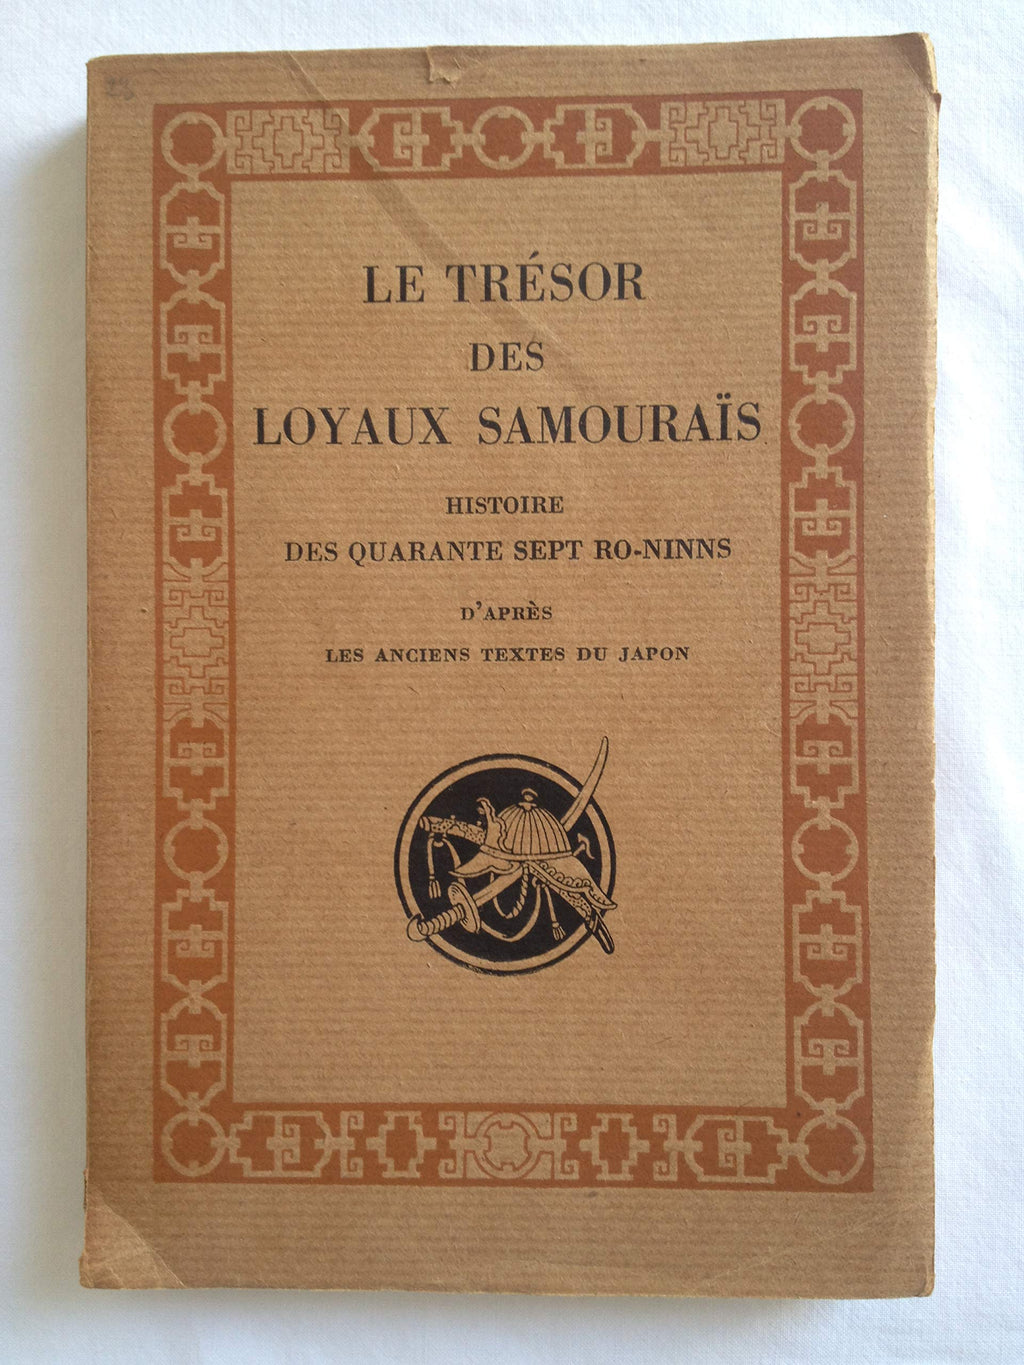 LE TRÉSOR
DES
LOYAUX SAMOURAÏS
HISTOIRE
DES QUARANTE SEPT RO-NINNS
D'APRÈS
LES ANCIENS TEXTES DU JAPON